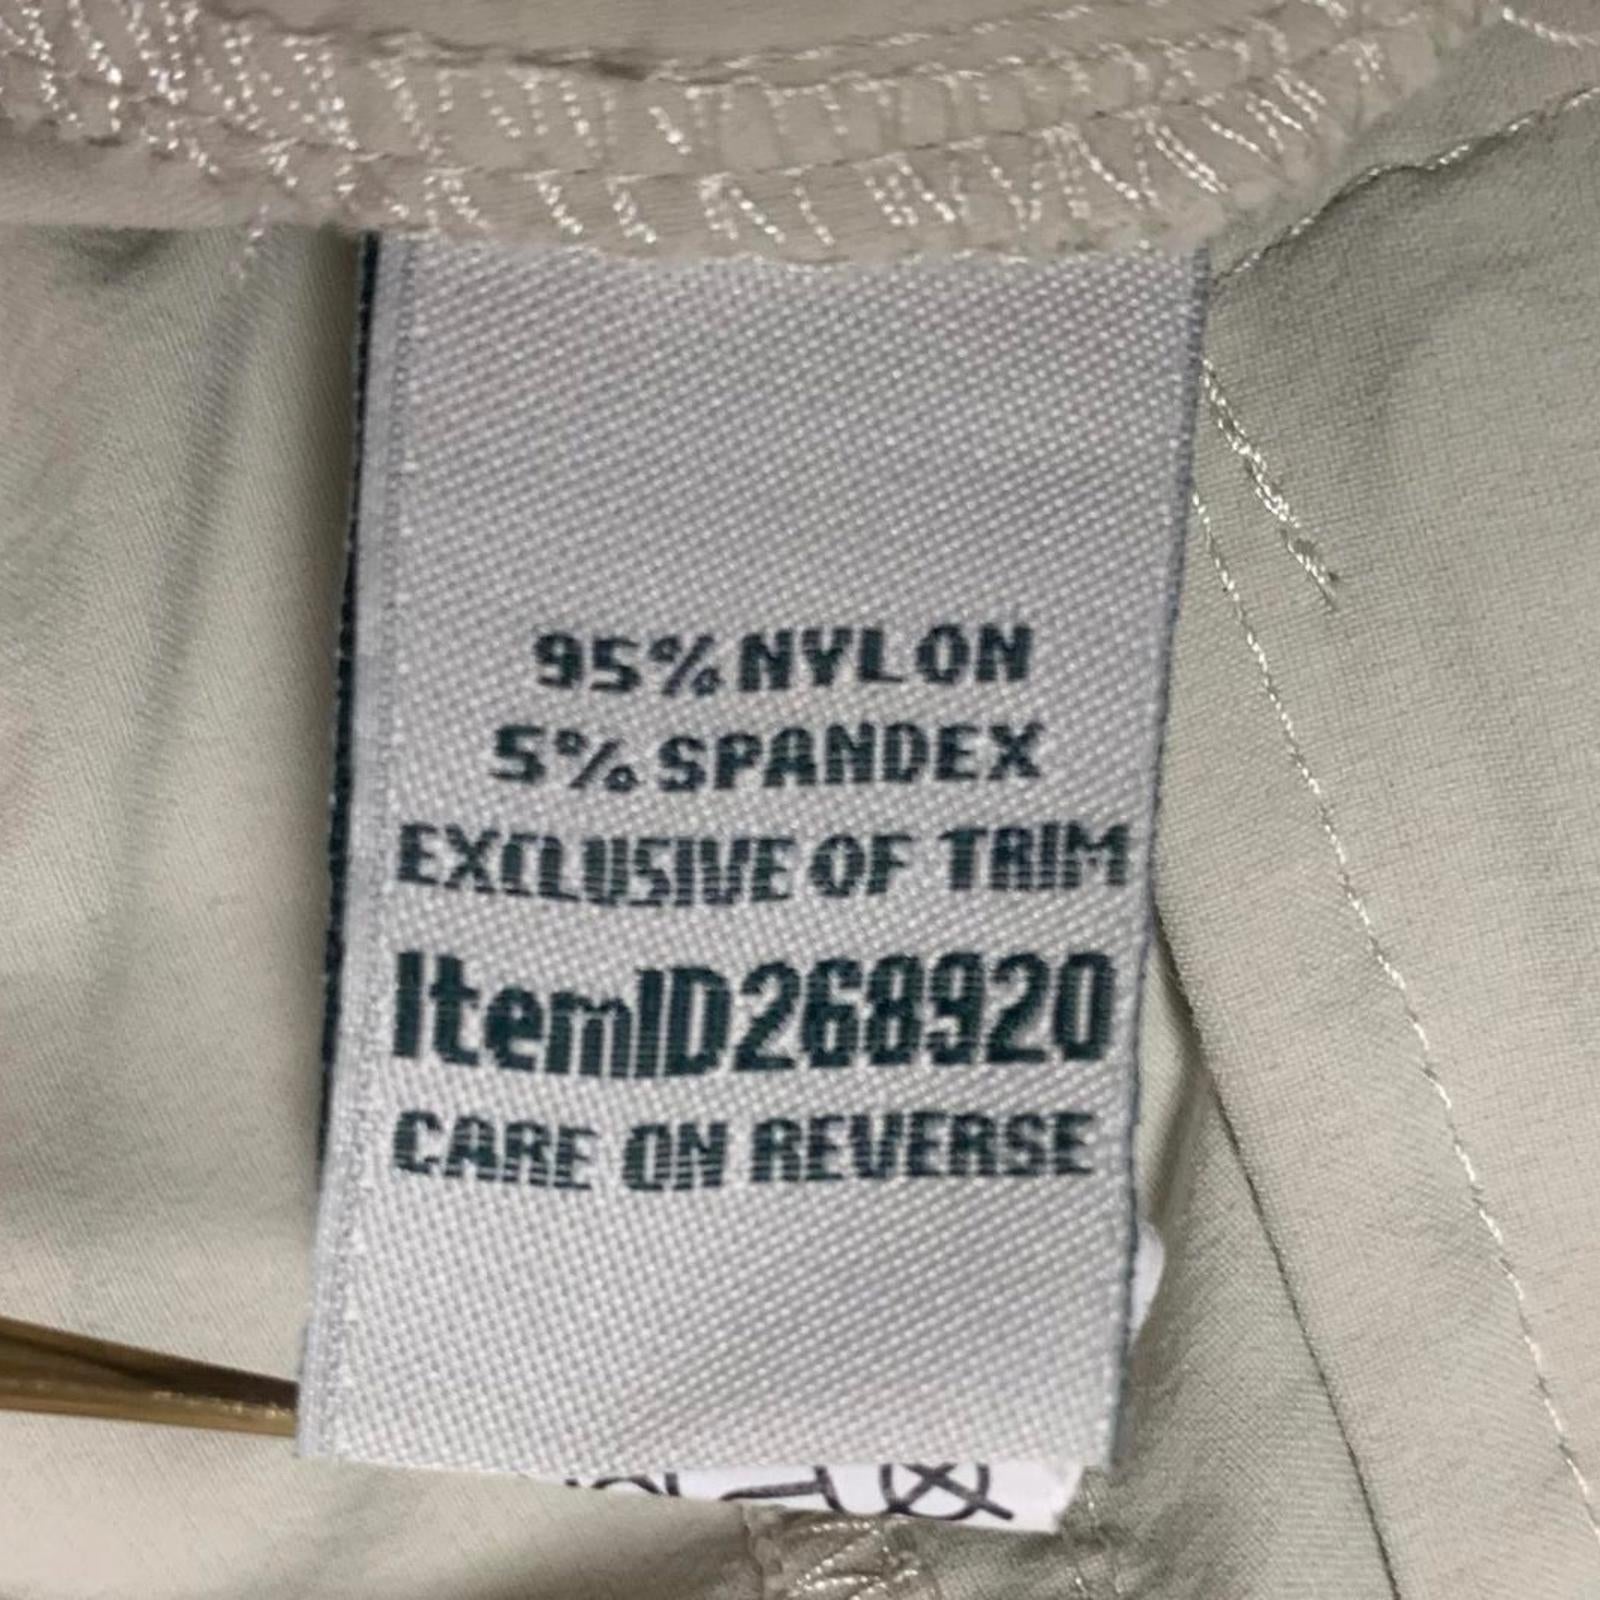 95% NYLON
5% SPANDEX
EXCLUSIVE OF TRIM
ItemID268920
CARE ON REVERSE